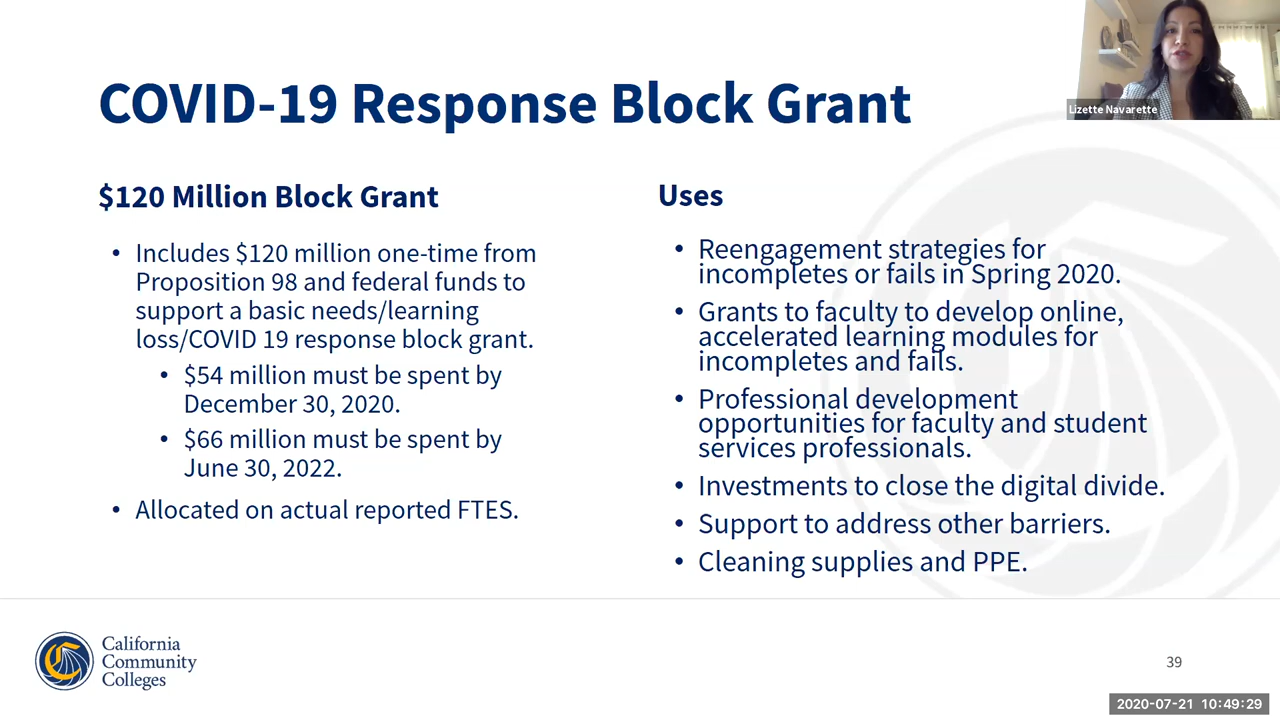 COVID-19 Response Block Grant
Lizette Navarette
$120 Million Block Grant
• Includes $120 million one-time from
Proposition 98 and federal funds to
support a basic needs/learning
loss/COVID 19 response block grant.
• $54 million must be spent by
December 30, 2020.
• $66 million must be spent by
June 30, 2022.
• Allocated on actual reported FTES.
Uses
• Reengagement strategies for
incompletes or fails in Spring 2020.
• Grants to faculty to develop online,
accelerated learning modules for
incompletes and fails.
• Professional development
opportunities for faculty and student
services professionals.
• Investments to close the digital divide.
• Support to address other barriers.
• Cleaning supplies and PPE.
California
Community
Colleges
39
2020-07-21 10:49:29